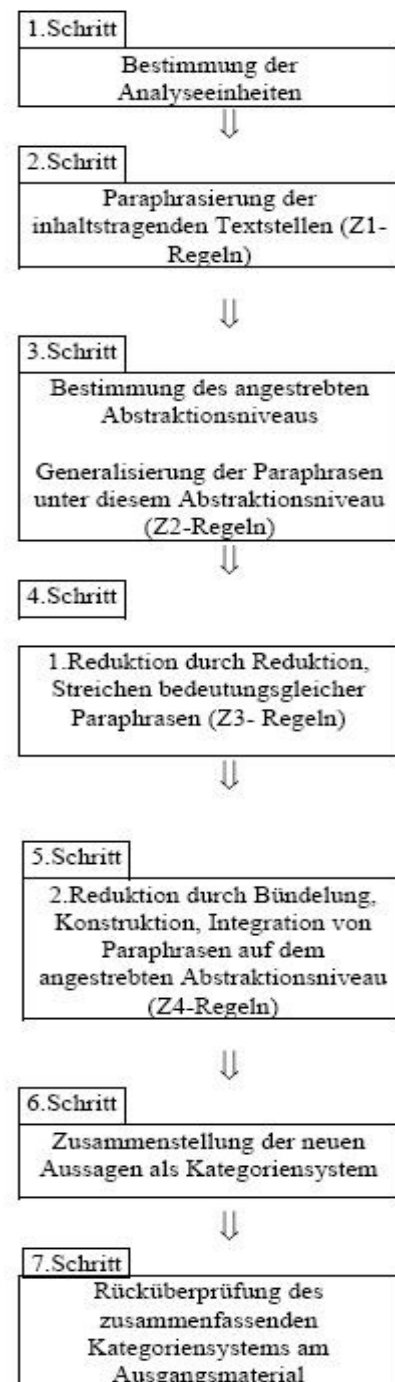 1.Schritt
Bestimmung der
Analyseeinheiten
⇓
2.Schritt
Paraphrasierung der
inhaltstragenden Textstellen (Z1-
Regeln)
⇓
3.Schritt
Bestimmung des angestrebten
Abstraktionsniveaus
Generalisierung der Paraphrasen
unter diesem Abstraktionsniveau
(Z2-Regeln)
⇓
4.Schritt
1.Reduktion durch Reduktion,
Streichen bedeutungsgleicher
Paraphrasen (Z3- Regeln)
⇓
5.Schritt
2.Reduktion durch Bündelung,
Konstruktion, Integration von
Paraphrasen auf dem
angestrebten Abstraktionsniveau
(Z4-Regeln)
⇓
6.Schritt
Zusammenstellung der neuen
Aussagen als Kategoriensystem
⇓
7.Schritt
Rücküberprüfung des
zusammenfassenden
Kategoriensystems am
Ausgangsmaterial